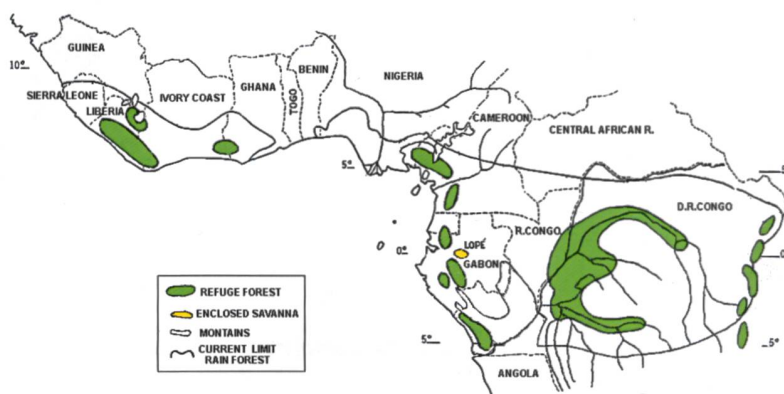 GUINEA
10°
SIERRA LEONE
LIBERIA
IVORY COAST
GHANA
TOGO
BENIN
NIGERIA
CAMEROON
CENTRAL AFRICAN R.
5°
D.R.CONGO
R.CONGO
0°
LOPÉ
GABON
0
REFUGE FOREST
ENCLOSED SAVANNA
MONTAINS
CURRENT LIMIT
RAIN FOREST
5°
5°
ANGOLA